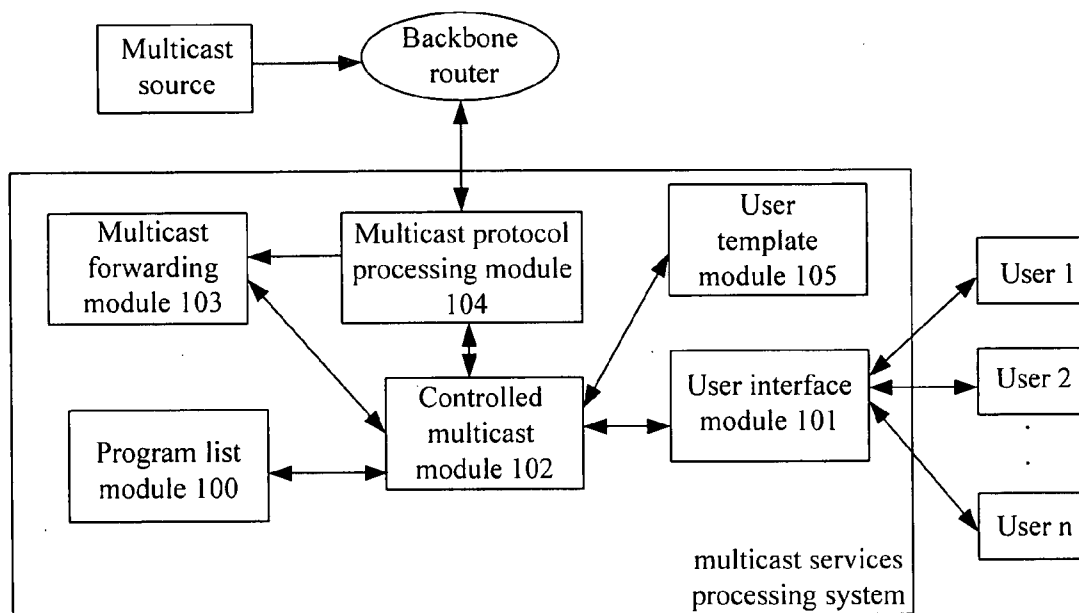 Multicast
source
Backbone
router
Multicast
forwarding
module 103
Multicast protocol
processing module
104
User
template
module 105
User 1
Program list
module 100
Controlled
multicast
module 102
User interface
module 101
User 2
User n
multicast services
processing system